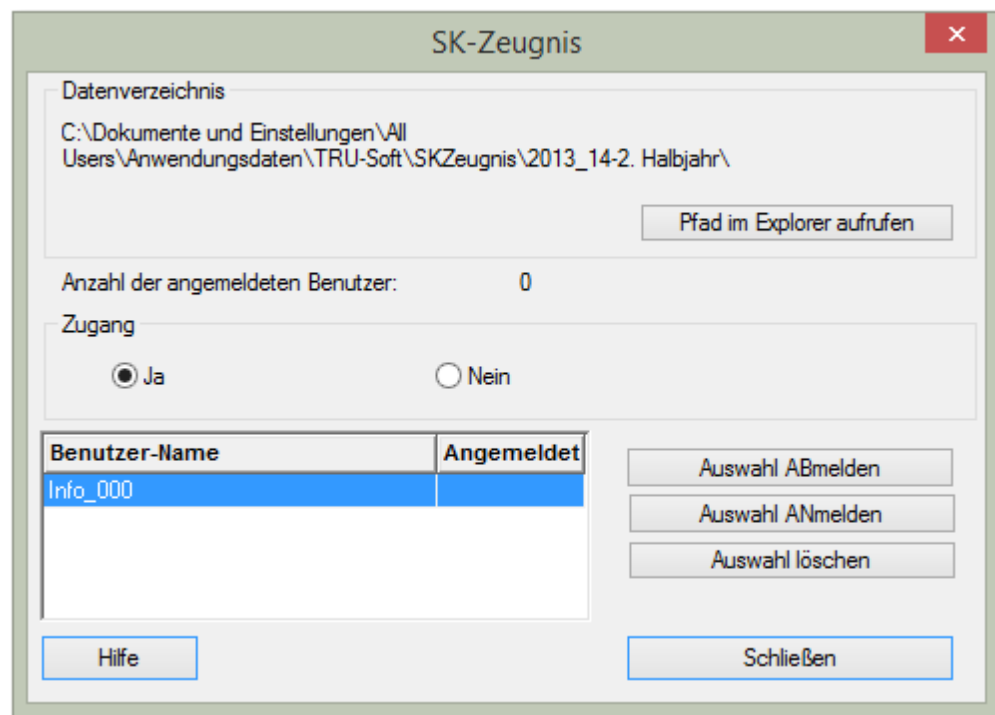 SK-Zeugnis
Datenverzeichnis
C:\Dokumente und Einstellungen\All
Users\Anwendungsdaten\TRU-Soft\SKZeugnis\2013_14-2. Halbjahr\
Pfad im Explorer aufrufen
Anzahl der angemeldeten Benutzer: 0
Zugang
Ja Nein
Benutzer-Name Angemeldet
Info_000
Auswahl ABmelden
Auswahl ANmelden
Auswahl löschen
Hilfe Schließen